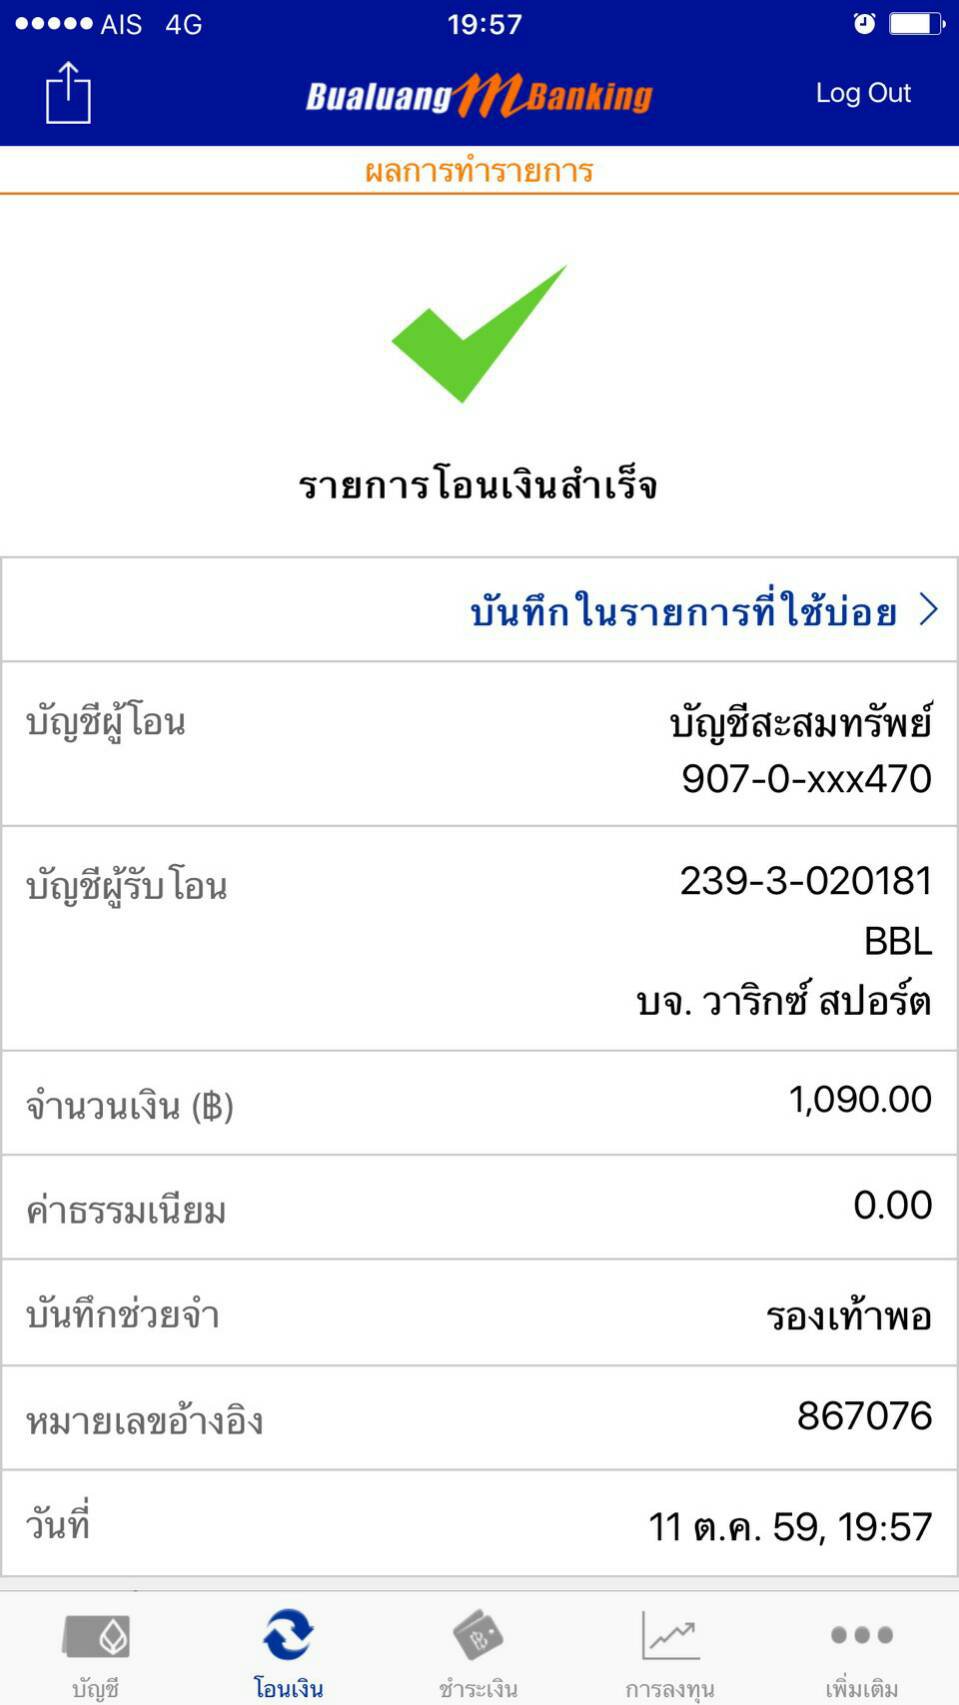 AIS 4G 19:57
Bualuang mBanking Log Out
ผลการทำรายการ
รายการโอนเงินสำเร็จ
บันทึกในรายการที่ใช้บ่อย
บัญชีผู้โอน บัญชีสะสมทรัพย์
907-0-xxx470
บัญชีผู้รับโอน 239-3-020181
BBL
บจ. วาริกซ์ สปอร์ต
จำนวนเงิน (฿) 1,090.00
ค่าธรรมเนียม 0.00
บันทึกช่วยจำ รองเท้าพอ
หมายเลขอ้างอิง 867076
วันที่ 11 ต.ค. 59, 19:57
บัญชี โอนเงิน ชำระเงิน การลงทุน เพิ่มเติม